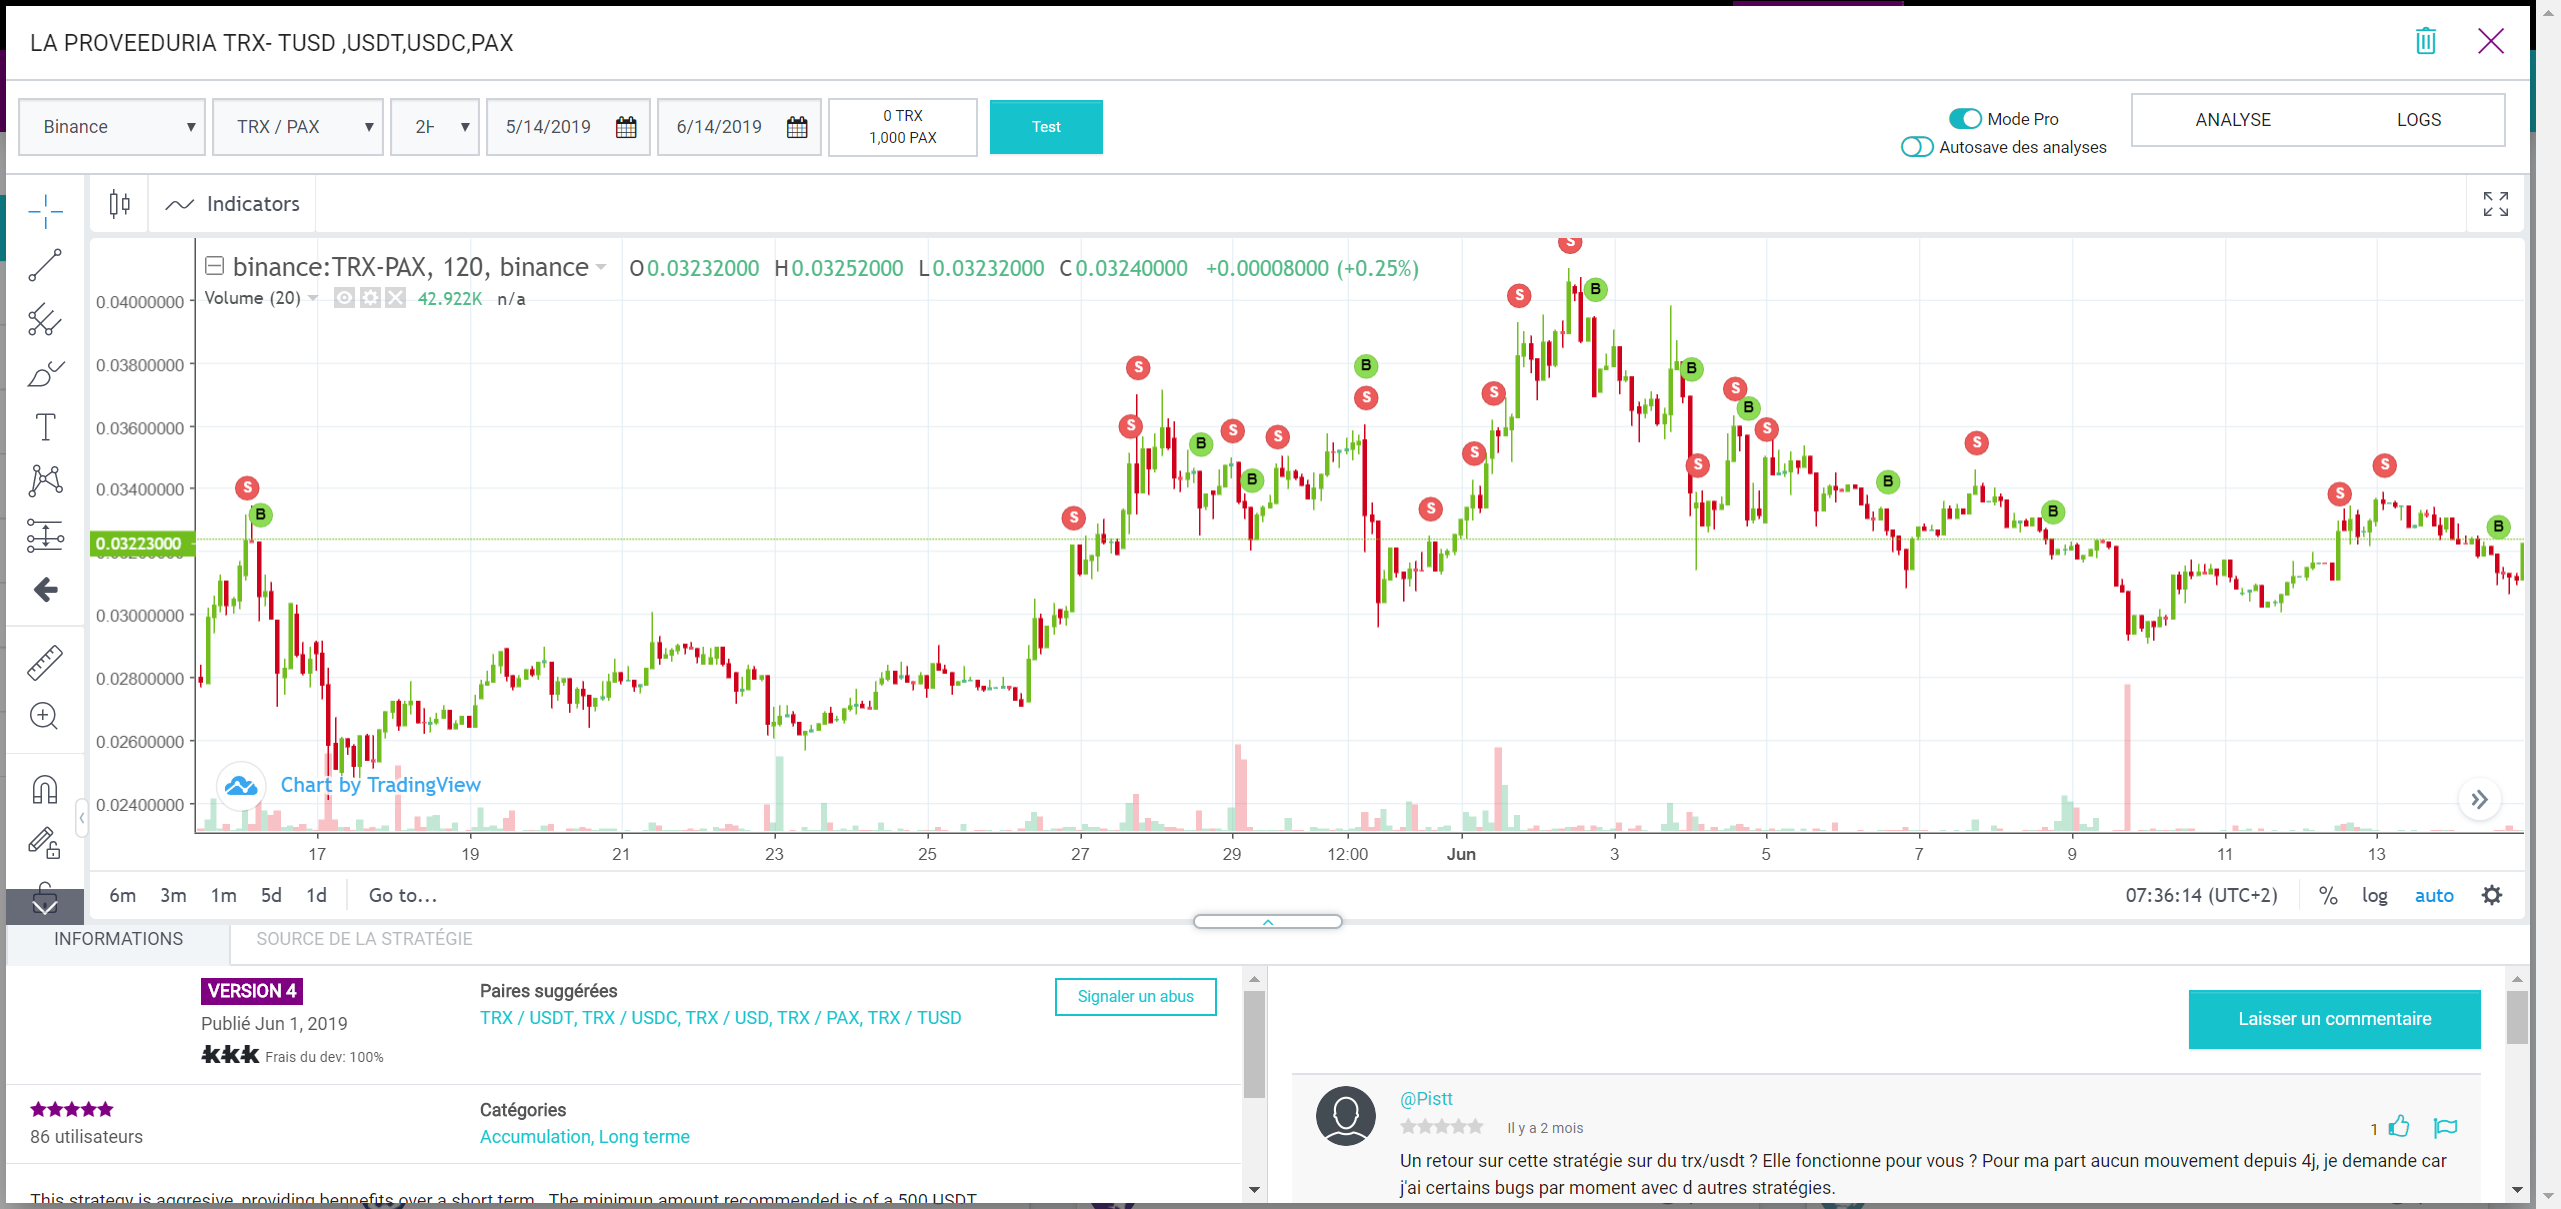 LA PROVEEDURIA TRX- TUSD ,USDT,USDC,PAX
Binance
TRX / PAX
5/14/2019
6/14/2019
0 TRX
1,000 PAX
Test
Mode Pro
Autosave des analyses
ANALYSE
LOGS
Indicators
binance:TRX-PAX, 120, binance
O 0.03232000 H 0.03252000 L 0.03232000 C 0.03240000 +0.00008000 (+0.25%)
Volume (20)
42.922K n/a
0.04000000
0.03800000
0.03600000
0.03400000
0.03223000
0.03000000
0.02800000
0.02600000
0.02400000
S
B
S
S
S
B
S
B
S
B
S
S
S
S
S
S
B
B
S
S
B
S
B
S
B
S
S
B
Chart by TradingView
17 19 21 23 25 27 29 12:00 Jun 3 5 7 9 11 13
6m 3m 1m 5d 1d Go to...
07:36:14 (UTC+2) % log auto
INFORMATIONS
SOURCE DE LA STRATÉGIE
VERSION 4
Publié Jun 1, 2019
Frais du dev: 100%
Paires suggérées
TRX / USDT, TRX / USDC, TRX / USD, TRX / PAX, TRX / TUSD
Signaler un abus
86 utilisateurs
Catégories
Accumulation, Long terme
This strategy is aggresive, providing bennefits over a short term. The minimun amount recommended is of a 500 USDT
Laisser un commentaire
@Pistt
Il y a 2 mois
1
Un retour sur cette stratégie sur du trx/usdt ? Elle fonctionne pour vous ? Pour ma part aucun mouvement depuis 4j, je demande car
j'ai certains bugs par moment avec d autres stratégies.